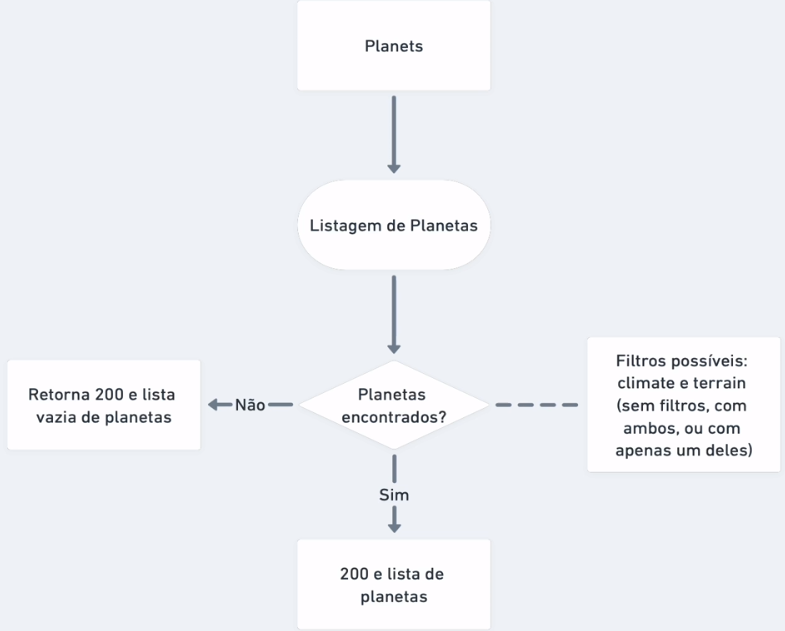 Planets
Listagem de Planetas
Planetas
encontrados?
Não
Retorna 200 e lista
vazia de planetas
Filtros possíveis:
climate e terrain
(sem filtros, com
ambos, ou com
apenas um deles)
Sim
200 e lista de
planetas